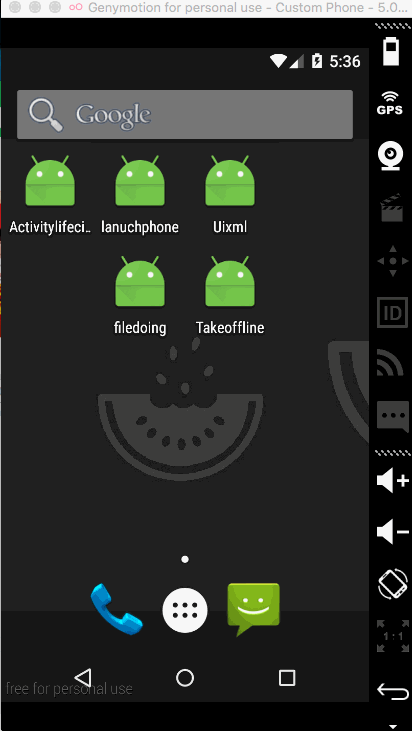 Genymotion for personal use - Custom Phone - 5.0...
5:36
Google
Activitylifeci.. lanuchphone Uixml
filedoing Takeoffline
free for personal use
GPS
ID
1:1